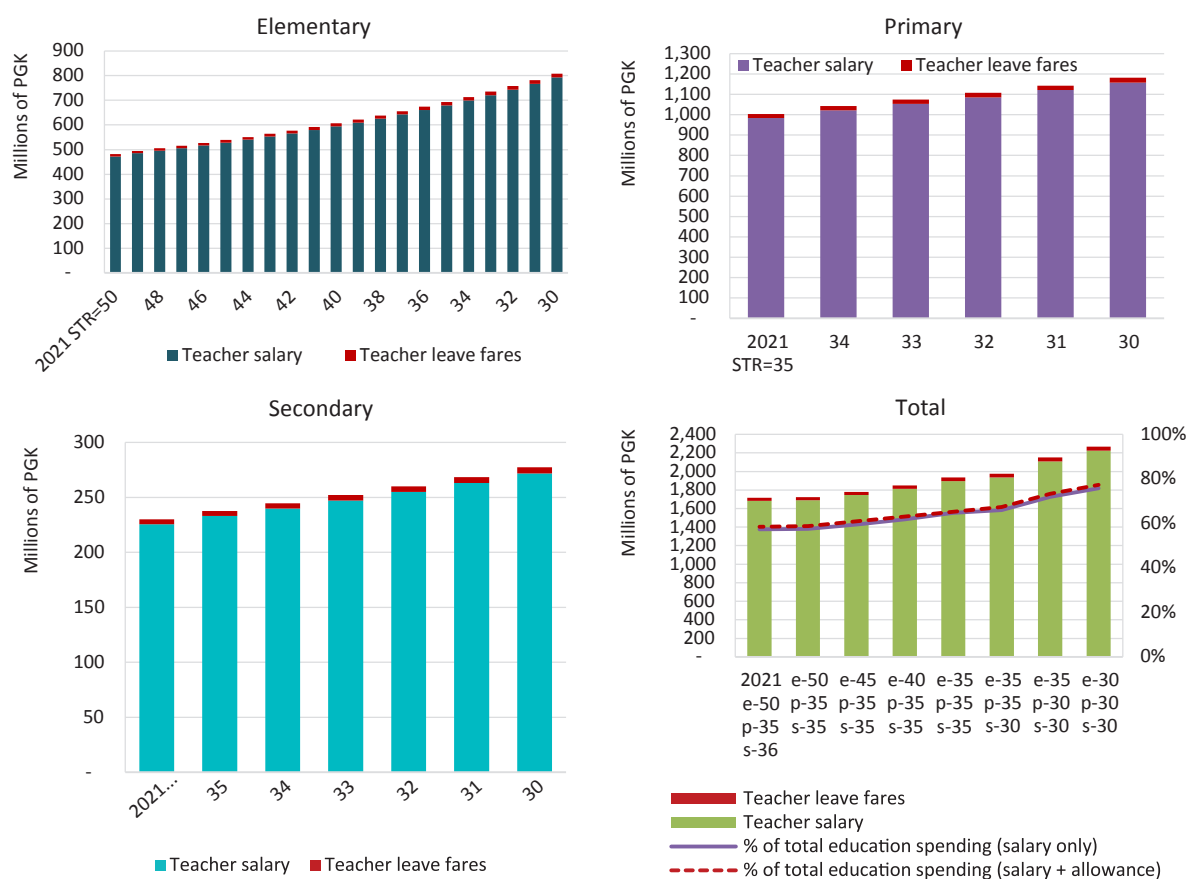 Elementary
Millions of PGK
900
800
700
600
500
400
300
200
100
-
2021 STR=50
48
46
44
42
40
38
36
34
32
30
Teacher salary
Teacher leave fares
Primary
Millions of PGK
1,300
1,200
1,100
1,000
900
800
700
600
500
400
300
200
100
-
Teacher salary
Teacher leave fares
2021
STR=35
34
33
32
31
30
Secondary
Millions of PGK
300
250
200
150
100
50
-
2021...
35
34
33
32
31
30
Teacher salary
Teacher leave fares
Total
Millions of PGK
2,400
2,200
2,000
1,800
1,600
1,400
1,200
1,000
800
600
400
200
-
100%
80%
60%
40%
20%
0%
2021
e-50
p-35
s-36
e-50
p-35
s-35
e-45
p-35
s-35
e-40
p-35
s-35
e-35
p-35
s-35
e-35
p-35
s-30
e-35
p-30
s-30
e-30
p-30
s-30
Teacher leave fares
Teacher salary
% of total education spending (salary only)
% of total education spending (salary + allowance)